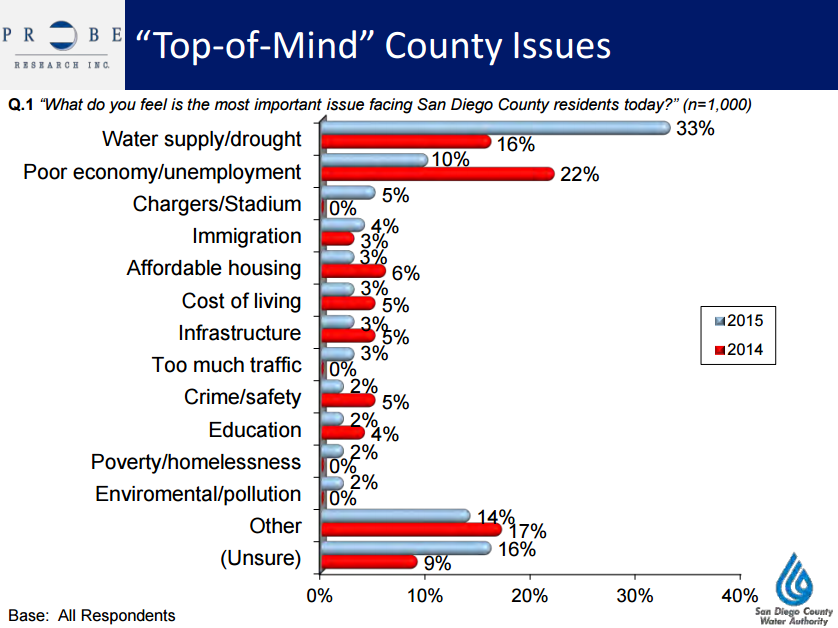 PROBE
RESEARCH INC.
“Top-of-Mind” County Issues
Q.1 “What do you feel is the most important issue facing San Diego County residents today?” (n=1,000)
Water supply/drought 33% 16%
Poor economy/unemployment 10% 22%
Chargers/Stadium 5% 0%
Immigration 4% 3%
Affordable housing 3% 6%
Cost of living 3% 5%
Infrastructure 3% 5%
Too much traffic 3% 0%
Crime/safety 2% 5%
Education 2% 4%
Poverty/homelessness 2% 0%
Enviromental/pollution 2% 0%
Other 14% 17%
(Unsure) 16% 9%
2015
2014
0% 10% 20% 30% 40%
Base: All Respondents
San Diego County
Water Authority